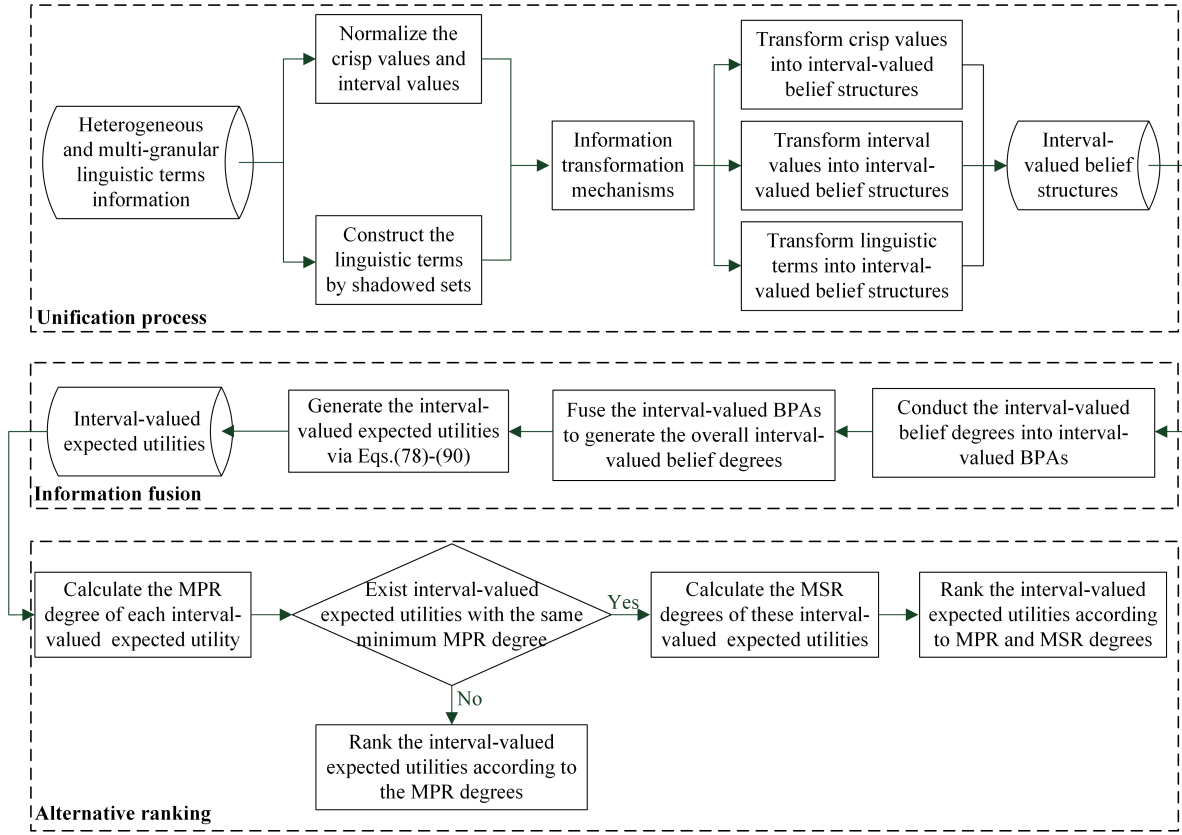 Heterogeneous
and multi-granular
linguistic terms
information
Normalize the
crisp values and
interval values
Construct the
linguistic terms
by shadowed sets
Information
transformation
mechanisms
Transform crisp values
into interval-valued
belief structures
Transform interval
values into interval-
valued belief structures
Transform linguistic
terms into interval-
valued belief structures
Interval-
valued belief
structures
Unification process
Conduct the interval-valued
belief degrees into interval-
valued BPAs
Fuse the interval-valued BPAs
to generate the overall interval-
valued belief degrees
Generate the interval-
valued expected utilities
via Eqs.(78)-(90)
Interval-valued
expected utilities
Information fusion
Calculate the MPR
degree of each interval-
valued expected utility
Exist interval-valued
expected utilities with the same
minimum MPR degree
Yes
Calculate the MSR
degrees of these interval-
valued expected utilities
Rank the interval-valued
expected utilities according
to MPR and MSR degrees
No
Rank the interval-valued
expected utilities according to
the MPR degrees
Alternative ranking